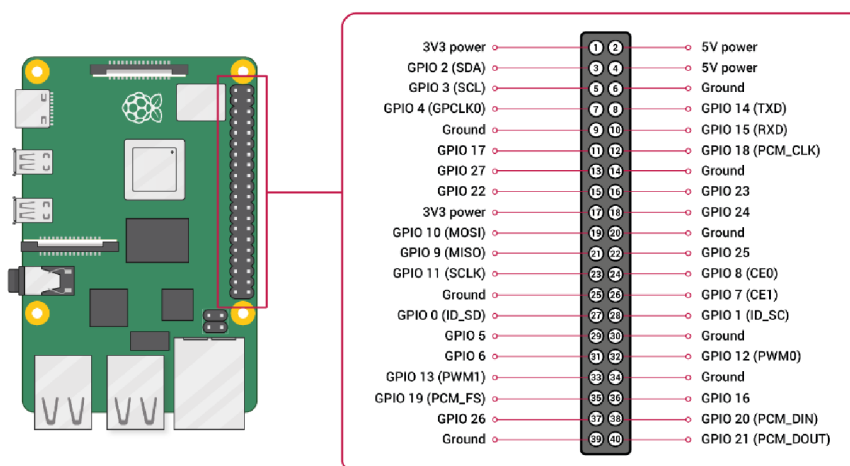 3V3 power 1 2 5V power
GPIO 2 (SDA) 3 4 5V power
GPIO 3 (SCL) 5 6 Ground
GPIO 4 (GPCLK0) 7 8 GPIO 14 (TXD)
Ground 9 10 GPIO 15 (RXD)
GPIO 17 11 12 GPIO 18 (PCM_CLK)
GPIO 27 13 14 Ground
GPIO 22 15 16 GPIO 23
3V3 power 17 18 GPIO 24
GPIO 10 (MOSI) 19 20 Ground
GPIO 9 (MISO) 21 22 GPIO 25
GPIO 11 (SCLK) 23 24 GPIO 8 (CE0)
Ground 25 26 GPIO 7 (CE1)
GPIO 0 (ID_SD) 27 28 GPIO 1 (ID_SC)
GPIO 5 29 30 Ground
GPIO 6 31 32 GPIO 12 (PWM0)
GPIO 13 (PWM1) 33 34 Ground
GPIO 19 (PCM_FS) 35 36 GPIO 16
GPIO 26 37 38 GPIO 20 (PCM_DIN)
Ground 39 40 GPIO 21 (PCM_DOUT)